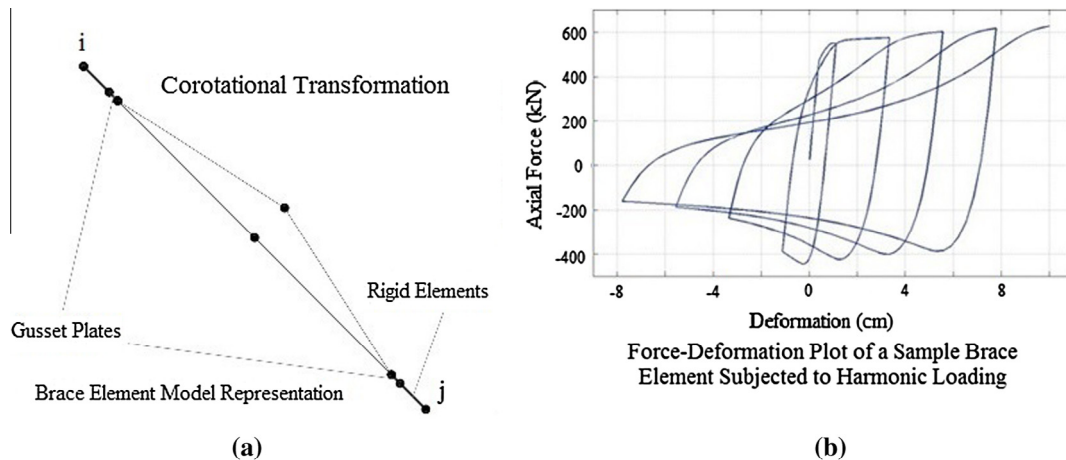 i
Corotational Transformation
Rigid Elements
Gusset Plates
j
Brace Element Model Representation
(a)
Axial Force (kN)
600
400
200
0
-200
-400
-8
-4
0
4
8
Deformation (cm)
Force-Deformation Plot of a Sample Brace
Element Subjected to Harmonic Loading
(b)